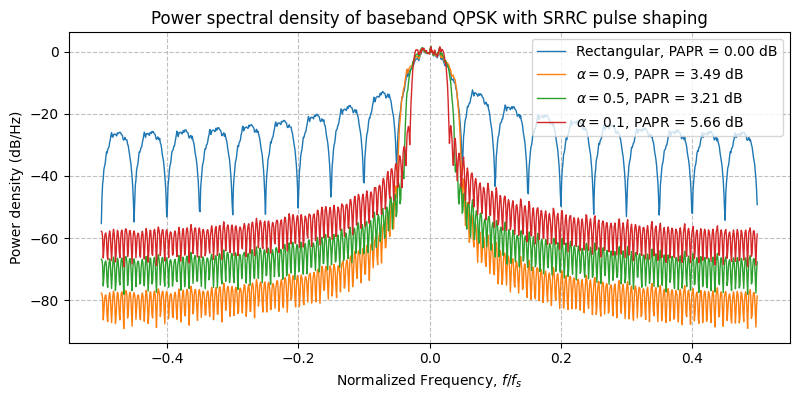 Power spectral density of baseband QPSK with SRRC pulse shaping
Power density (dB/Hz)
0
−20
−40
−60
−80
Rectangular, PAPR = 0.00 dB
α = 0.9, PAPR = 3.49 dB
α = 0.5, PAPR = 3.21 dB
α = 0.1, PAPR = 5.66 dB
−0.4 −0.2 0.0 0.2 0.4
Normalized Frequency, f/fₛ